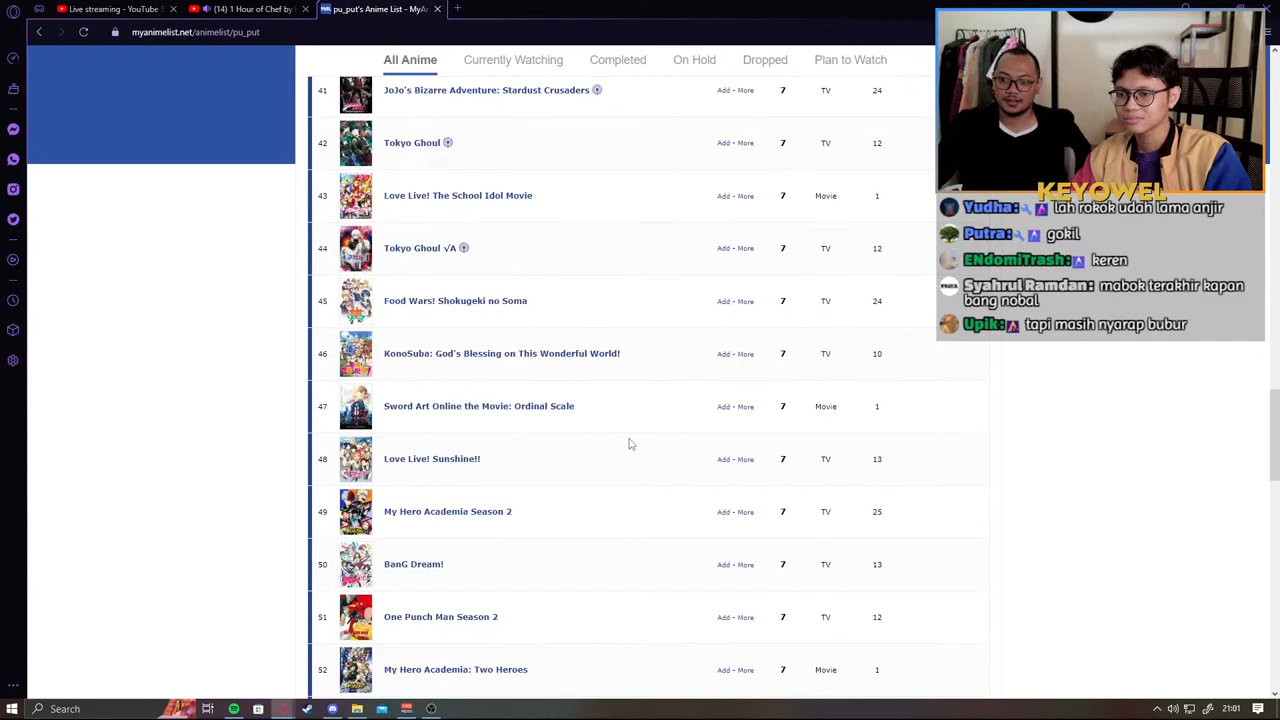 Live streaming - YouTube S
1 Hour of Chef by
pu_put's Anime List - MyA
myanimelist.net/animelist/pu_put
All Anime
Currently Watching
Completed
On Hold
Dropped
Plan to Watch
41 JoJo's Bizarre Adventure: Stardust Crusaders Add - More 7 TV 24
42 Tokyo Ghoul Add - More 7 TV 12
43 Love Live! The School Idol Movie Add - More 7 Movie 1
44 Tokyo Ghoul √A Add - More 7 TV 12
45 Food Wars! Shokugeki no Soma Add - More 7 TV 24
46 KonoSuba: God's Blessing on This Wonderful World! Add - More 7 TV 10
47 Sword Art Online the Movie: Ordinal Scale Add - More 7 Movie 1
48 Love Live! Sunshine!! Add - More 7 TV 13
49 My Hero Academia Season 2 Add - More 7 TV 25
50 BanG Dream! Add - More 7 TV 13
51 One Punch Man Season 2 Add - More 7 TV 12
52 My Hero Academia: Two Heroes Add - More 7 Movie 1
KEYOWEL
Yudha: lah rokok udah lama anjir
Putra: gokil
ENdomiTrash: keren
Syahrul Ramdan: mabok terakhir kapan
bang nobal
Upik: tapi masih nyarap bubur
Search